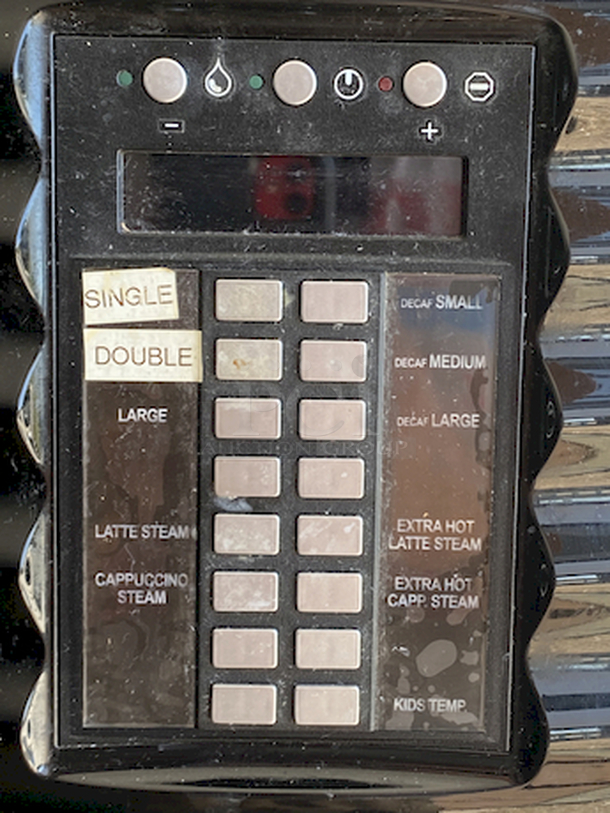 -
+
SINGLE
DECAF SMALL
DOUBLE
DECAF MEDIUM
LARGE
DECAF LARGE
LATTE STEAM
EXTRA HOT
LATTE STEAM
CAPPUCCINO
STEAM
EXTRA HOT
CAPP. STEAM
KIDS TEMP.